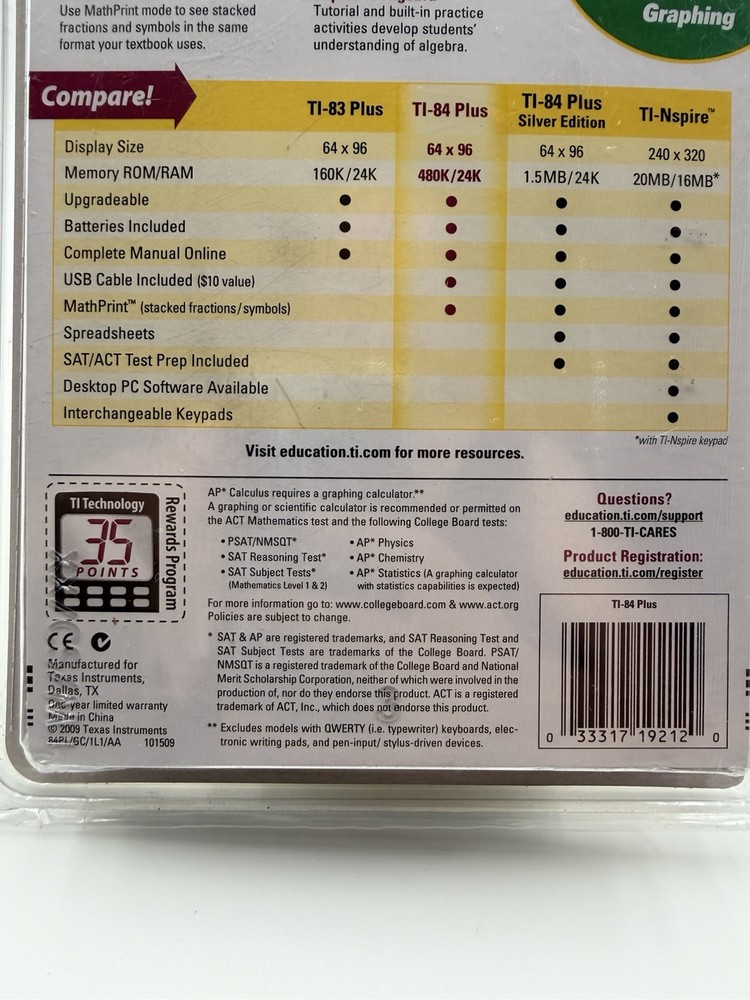 Use MathPrint mode to see stacked
fractions and symbols in the same
format your textbook uses.
Tutorial and built-in practice
activities develop students'
understanding of algebra.
Graphing
Compare!
TI-83 Plus
TI-84 Plus
TI-84 Plus
Silver Edition
TI-Nspire™
Display Size 64 x 96 64 x 96 64 x 96 240 x 320
Memory ROM/RAM 160K/24K 480K/24K 1.5MB/24K 20MB/16MB*
Upgradeable ● ● ● ●
Batteries Included ● ● ● ●
Complete Manual Online ● ● ● ●
USB Cable Included ($10 value) ● ● ●
MathPrint™ (stacked fractions/symbols) ● ● ●
Spreadsheets ● ●
SAT/ACT Test Prep Included ● ●
Desktop PC Software Available ●
Interchangeable Keypads ●
*with TI-Nspire keypad
Visit education.ti.com for more resources.
TI Technology
35
POINTS
Rewards Program
CE
Manufactured for
Texas Instruments,
Dallas, TX
One-year limited warranty
Made in China
© 2009 Texas Instruments
84PL/GC/1L1/AA 101509
AP* Calculus requires a graphing calculator.**
A graphing or scientific calculator is recommended or permitted on
the ACT Mathematics test and the following College Board tests:
• PSAT/NMSQT*
• SAT Reasoning Test*
• SAT Subject Tests*
(Mathematics Level 1 & 2)
• AP* Physics
• AP* Chemistry
• AP* Statistics (A graphing calculator
with statistics capabilities is expected)
For more information go to: www.collegeboard.com & www.act.org
Policies are subject to change.
* SAT & AP are registered trademarks, and SAT Reasoning Test and
SAT Subject Tests are trademarks of the College Board. PSAT/
NMSQT is a registered trademark of the College Board and National
Merit Scholarship Corporation, neither of which were involved in the
production of, nor do they endorse this product. ACT is a registered
trademark of ACT, Inc., which does not endorse this product.
** Excludes models with QWERTY (i.e. typewriter) keyboards, elec-
tronic writing pads, and pen-input/ stylus-driven devices.
Questions?
education.ti.com/support
1-800-TI-CARES
Product Registration:
education.ti.com/register
TI-84 Plus
0 33317 19212 0